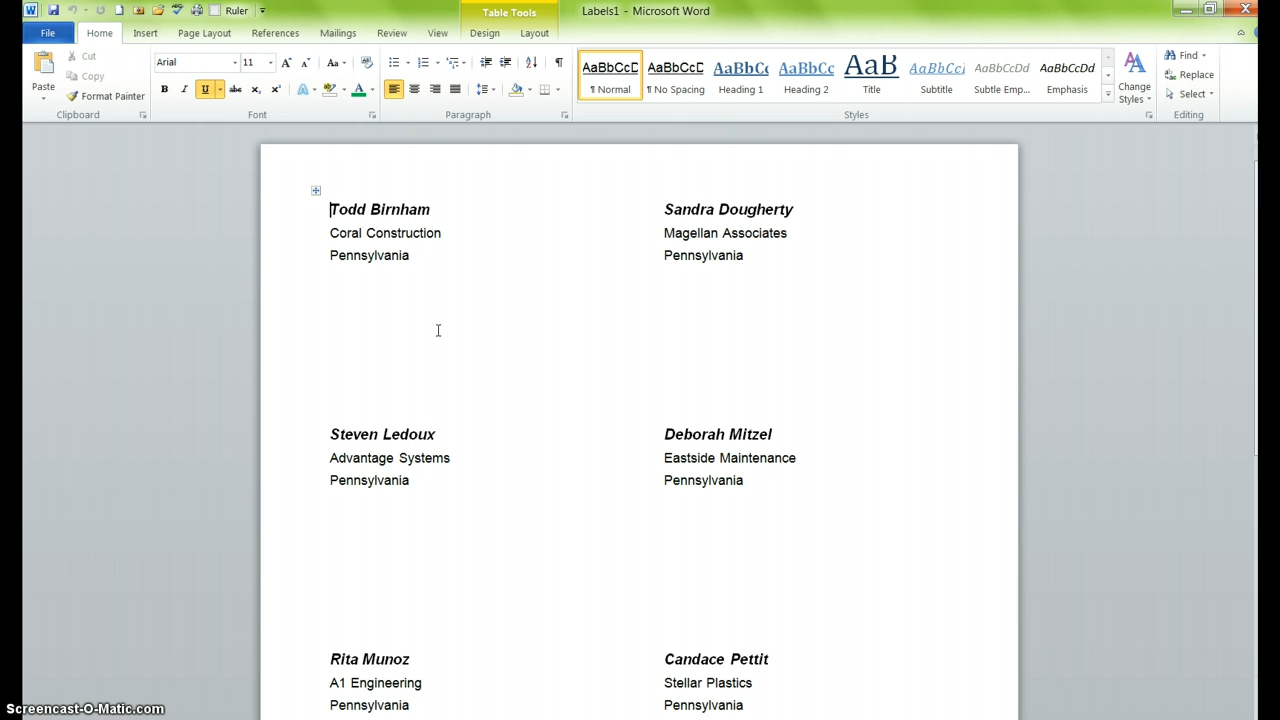 Ruler
Table Tools
Labels1 - Microsoft Word
File Home Insert Page Layout References Mailings Review View Design Layout
Paste
Cut
Copy
Format Painter
Clipboard
Arial 11
Font
Paragraph
AaBbCcD AaBbCcD AaBbC AaBbCc AaB AaBbCcI AaBbCcDd AaBbCcDd
¶ Normal ¶ No Spacing Heading 1 Heading 2 Title Subtitle Subtle Emp... Emphasis
Styles
Change
Styles
Find
Replace
Select
Editing
Todd Birnham
Coral Construction
Pennsylvania
Sandra Dougherty
Magellan Associates
Pennsylvania
Steven Ledoux
Advantage Systems
Pennsylvania
Deborah Mitzel
Eastside Maintenance
Pennsylvania
Rita Munoz
A1 Engineering
Pennsylvania
Candace Pettit
Stellar Plastics
Pennsylvania
Screencast-O-Matic.com